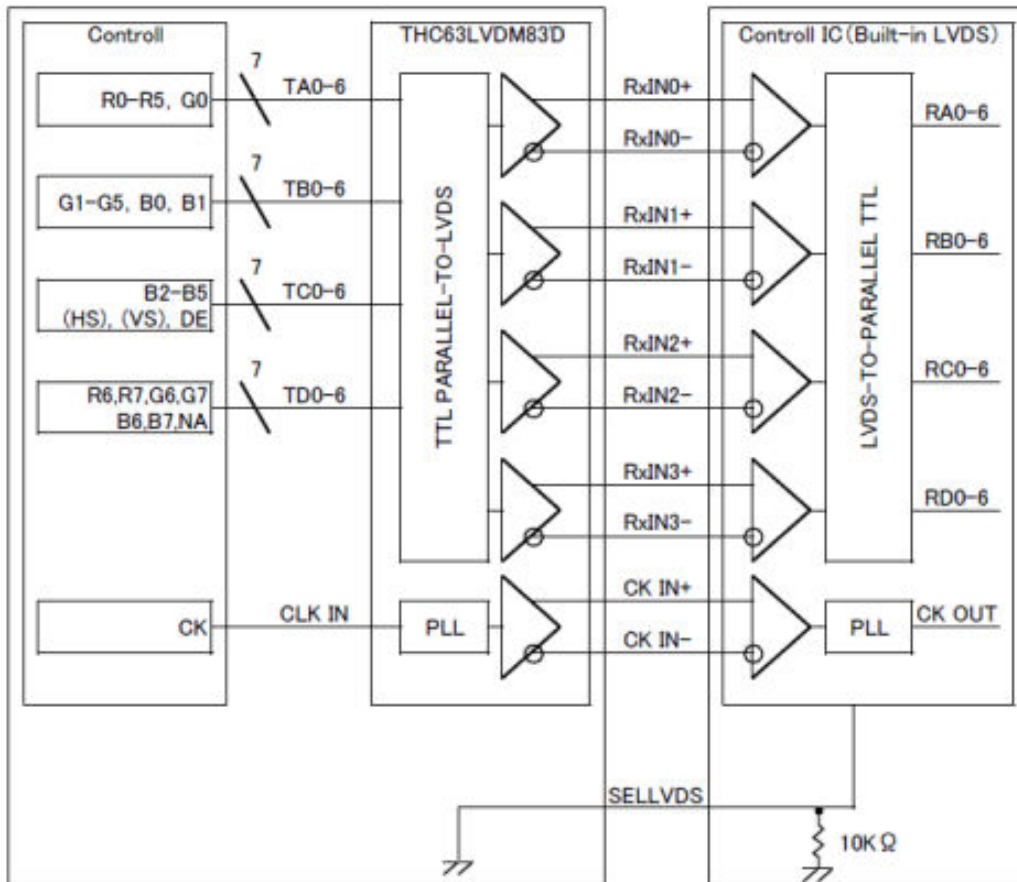 Controll
THC63LVDM83D
Controll IC(Built-in LVDS)
R0-R5, G0
7
TA0-6
RxIN0+
RxIN0-
RA0-6
G1-G5, B0, B1
7
TB0-6
RxIN1+
RxIN1-
RB0-6
B2-B5
(HS), (VS), DE
7
TC0-6
RxIN2+
RxIN2-
RC0-6
R6,R7,G6,G7
B6,B7,NA
7
TD0-6
RxIN3+
RxIN3-
RD0-6
TTL PARALLEL-TO-LVDS
LVDS-TO-PARALLEL TTL
CK
CLK IN
PLL
CK IN+
CK IN-
PLL
CK OUT
SELLVDS
10KΩ